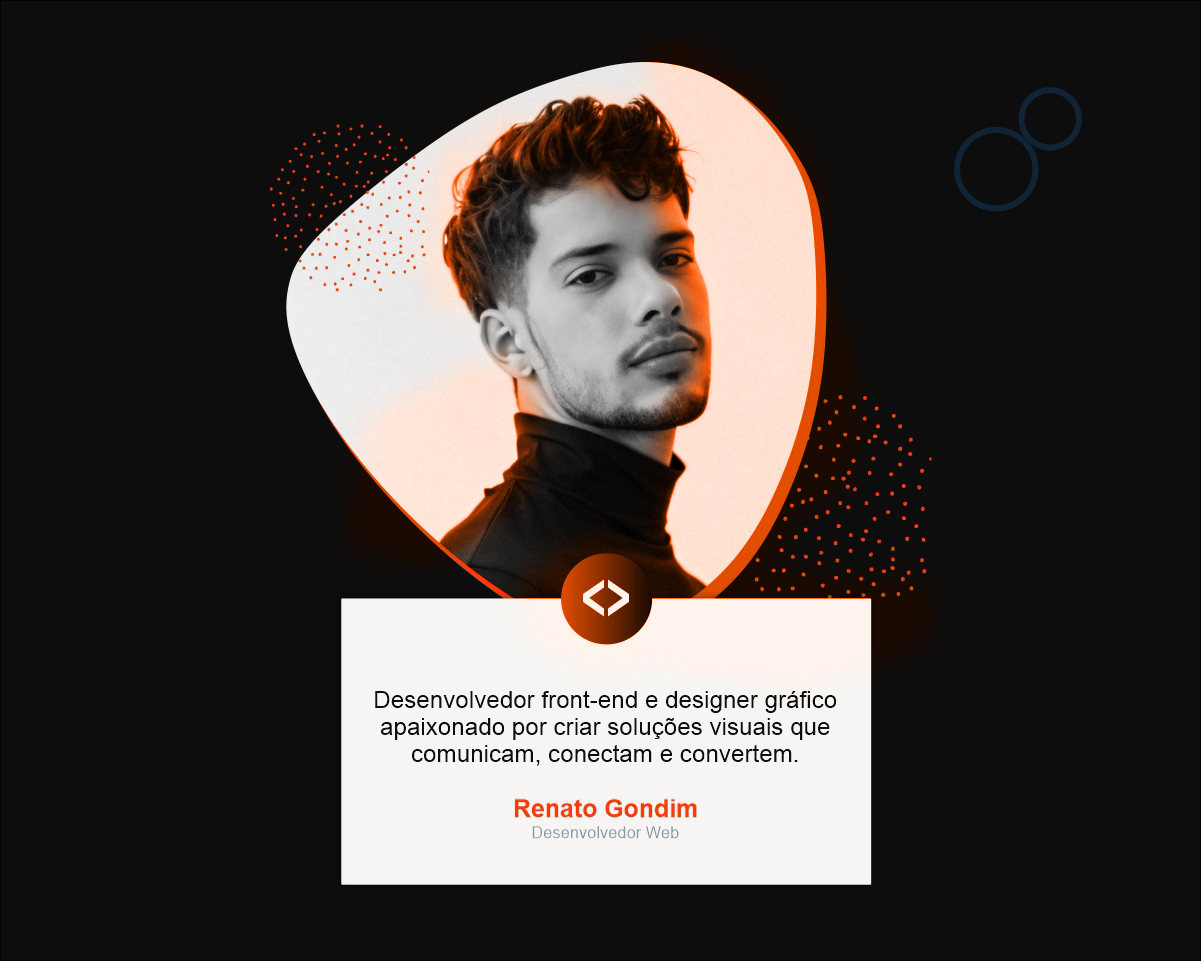 Desenvolvedor front-end e designer gráfico
apaixonado por criar soluções visuais que
comunicam, conectam e convertem.
Renato Gondim
Desenvolvedor Web